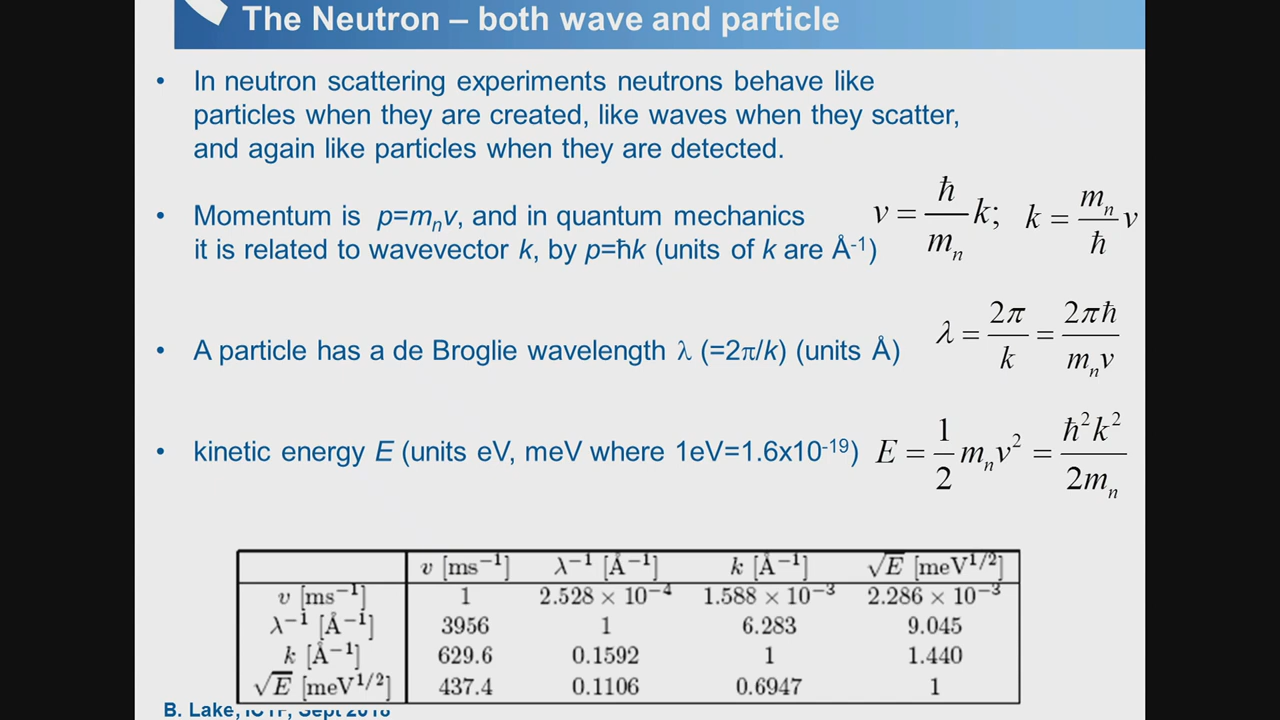 The Neutron – both wave and particle
• In neutron scattering experiments neutrons behave like
particles when they are created, like waves when they scatter,
and again like particles when they are detected.
• Momentum is p=mₙv, and in quantum mechanics
it is related to wavevector k, by p=ħk (units of k are Å⁻¹)
v = ħ/mₙ k; k = mₙ/ħ v
• A particle has a de Broglie wavelength λ (=2π/k) (units Å)
λ = 2π/k = 2πħ/mₙv
• kinetic energy E (units eV, meV where 1eV=1.6x10⁻¹⁹)
E = 1/2 mₙv² = ħ²k²/2mₙ
v [ms⁻¹] λ⁻¹ [Å⁻¹] k [Å⁻¹] √E [meV¹/²]
v [ms⁻¹] 1 2.528 × 10⁻⁴ 1.588 × 10⁻³ 2.286 × 10⁻³
λ⁻¹ [Å⁻¹] 3956 1 6.283 9.045
k [Å⁻¹] 629.6 0.1592 1 1.440
√E [meV¹/²] 437.4 0.1106 0.6947 1
B. Lake, ICTP, Sept 2018